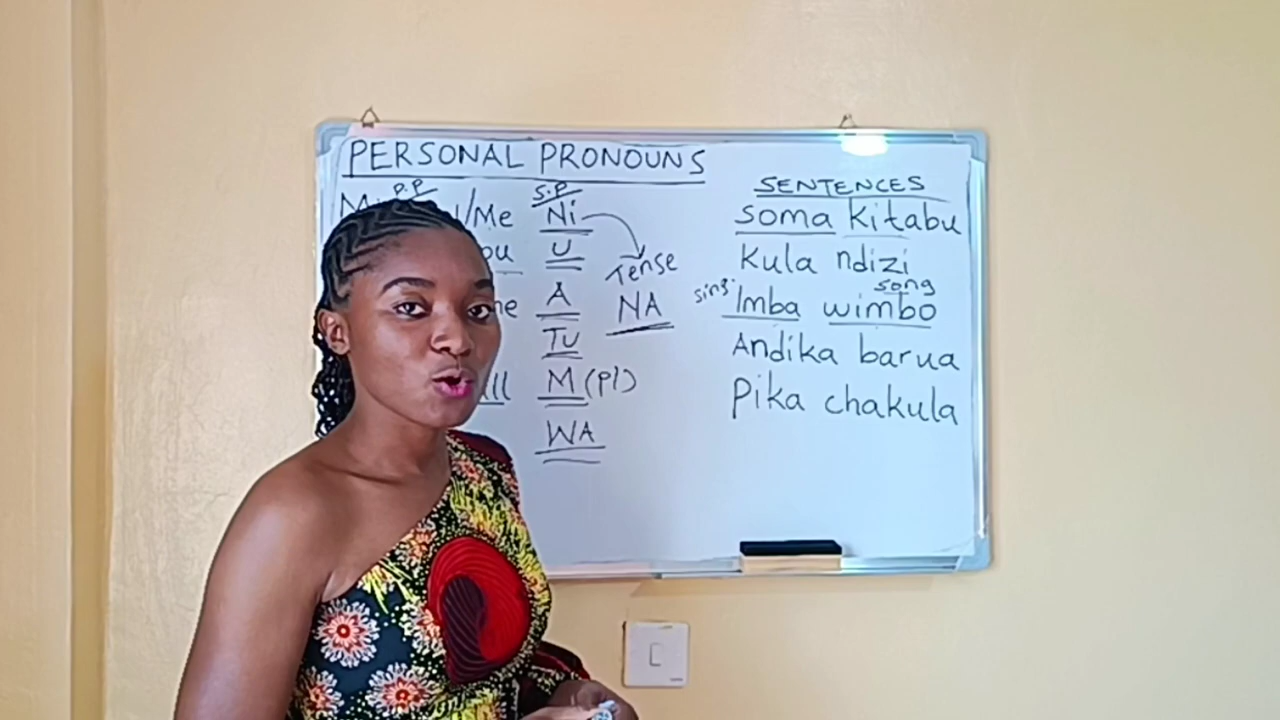 PERSONAL PRONOUNS
P.P S.P
/Me Ni
U
A
TU
M (pl)
WA
Tense
NA
SENTENCES
soma kitabu
Kula ndizi
sing song
Imba wimbo
Andika barua
Pika chakula